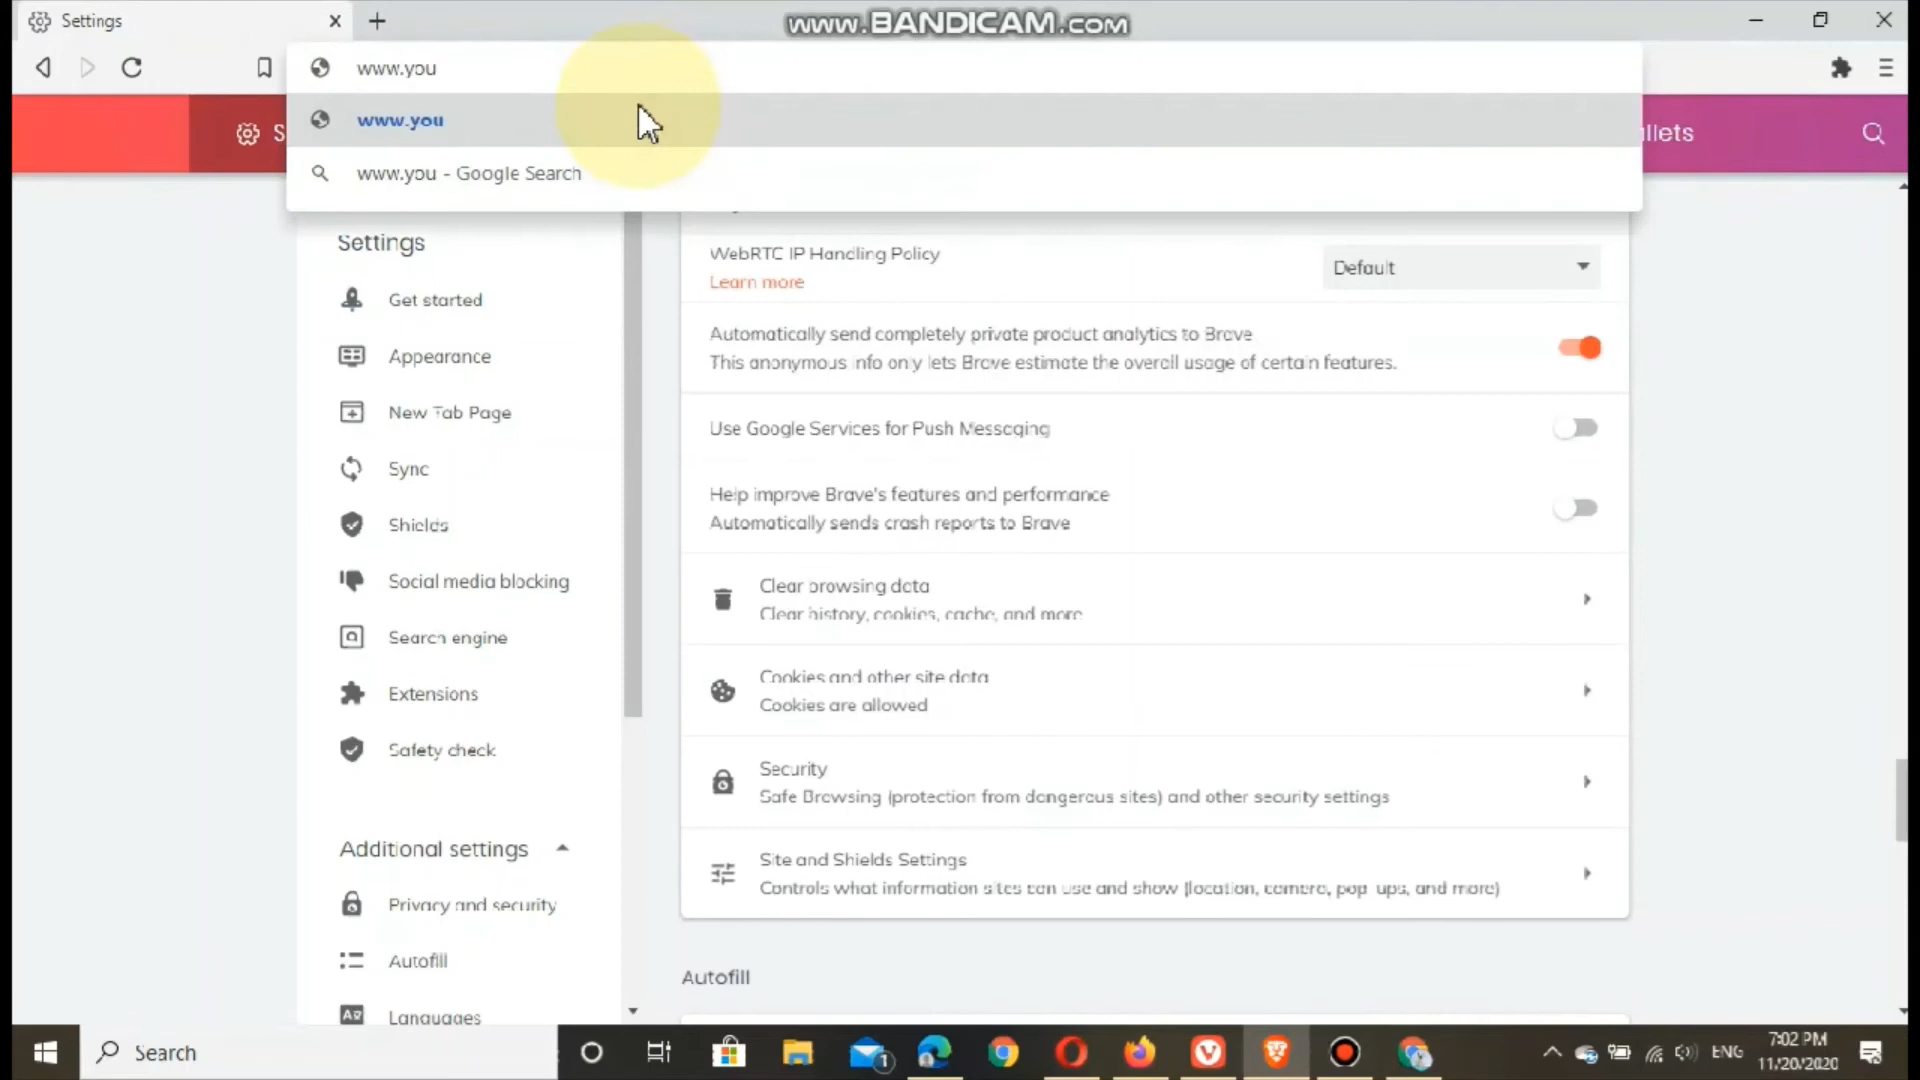 Settings
www.BANDICAM.com
www.you
www.you
www.you - Google Search
S
llets
Settings
Get started
Appearance
New Tab Page
Sync
Shields
Social media blocking
Search engine
Extensions
Safety check
Additional settings
Privacy and security
Autofill
Languages
WebRTC IP Handling Policy
Learn more
Default
Automatically send completely private product analytics to Brave
This anonymous info only lets Brave estimate the overall usage of certain features.
Use Google Services for Push Messaging
Help improve Brave's features and performance
Automatically sends crash reports to Brave
Clear browsing data
Clear history, cookies, cache, and more
Cookies and other site data
Cookies are allowed
Security
Safe Browsing (protection from dangerous sites) and other security settings
Site and Shields Settings
Controls what information sites can use and show (location, camera, pop-ups, and more)
Autofill
Search
1
ENG
7:02 PM
11/20/2020